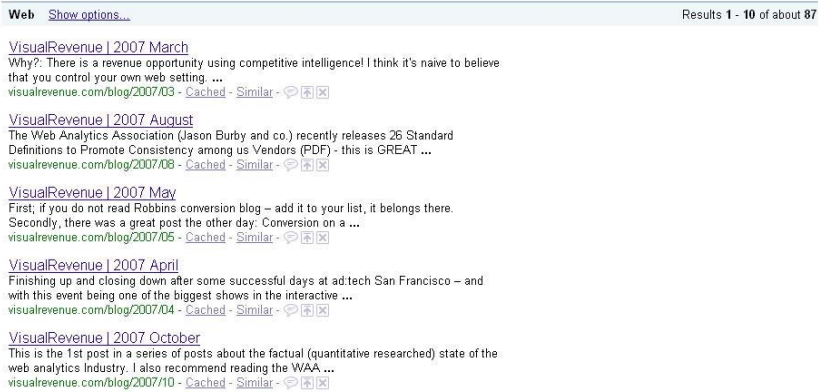 Web Show options... Results 1 - 10 of about 87
VisualRevenue | 2007 March
Why?: There is a revenue opportunity using competitive intelligence! I think it's naive to believe
that you control your own web setting. ...
visualrevenue.com/blog/2007/03 - Cached - Similar -
VisualRevenue | 2007 August
The Web Analytics Association (Jason Burby and co.) recently releases 26 Standard
Definitions to Promote Consistency among us Vendors (PDF) - this is GREAT ...
visualrevenue.com/blog/2007/08 - Cached - Similar -
VisualRevenue | 2007 May
First; if you do not read Robbins conversion blog – add it to your list, it belongs there.
Secondly, there was a great post the other day: Conversion on a ...
visualrevenue.com/blog/2007/05 - Cached - Similar -
VisualRevenue | 2007 April
Finishing up and closing down after some successful days at ad:tech San Francisco – and
with this event being one of the biggest shows in the interactive ...
visualrevenue.com/blog/2007/04 - Cached - Similar -
VisualRevenue | 2007 October
This is the 1st post in a series of posts about the factual (quantitative researched) state of the
web analytics Industry. I also recommend reading the WAA ...
visualrevenue.com/blog/2007/10 - Cached - Similar -